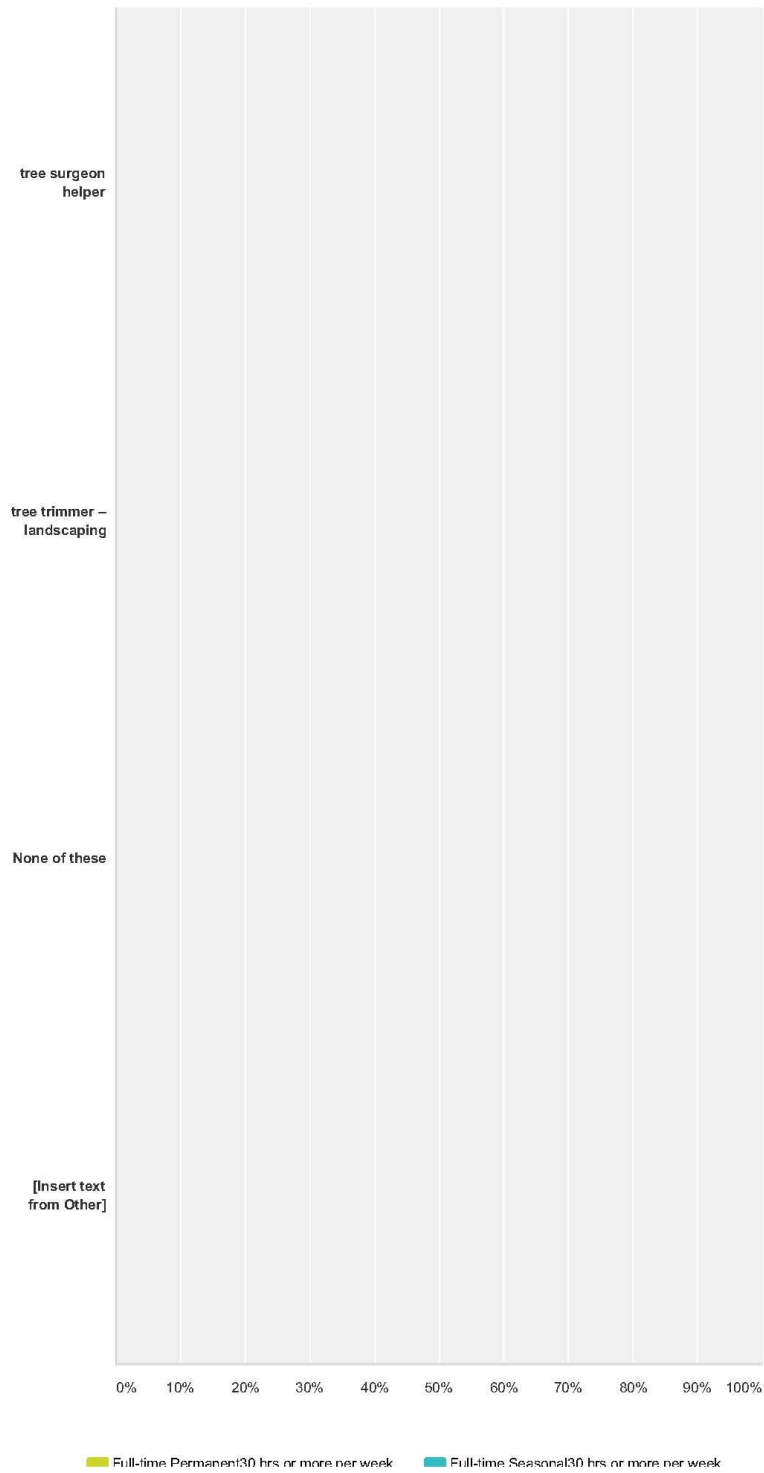 tree surgeon
helper
tree trimmer –
landscaping
None of these
[Insert text
from Other]
0% 10% 20% 30% 40% 50% 60% 70% 80% 90% 100%
Full-time Permanent30 hrs or more per week Full-time Seasonal30 hrs or more per week